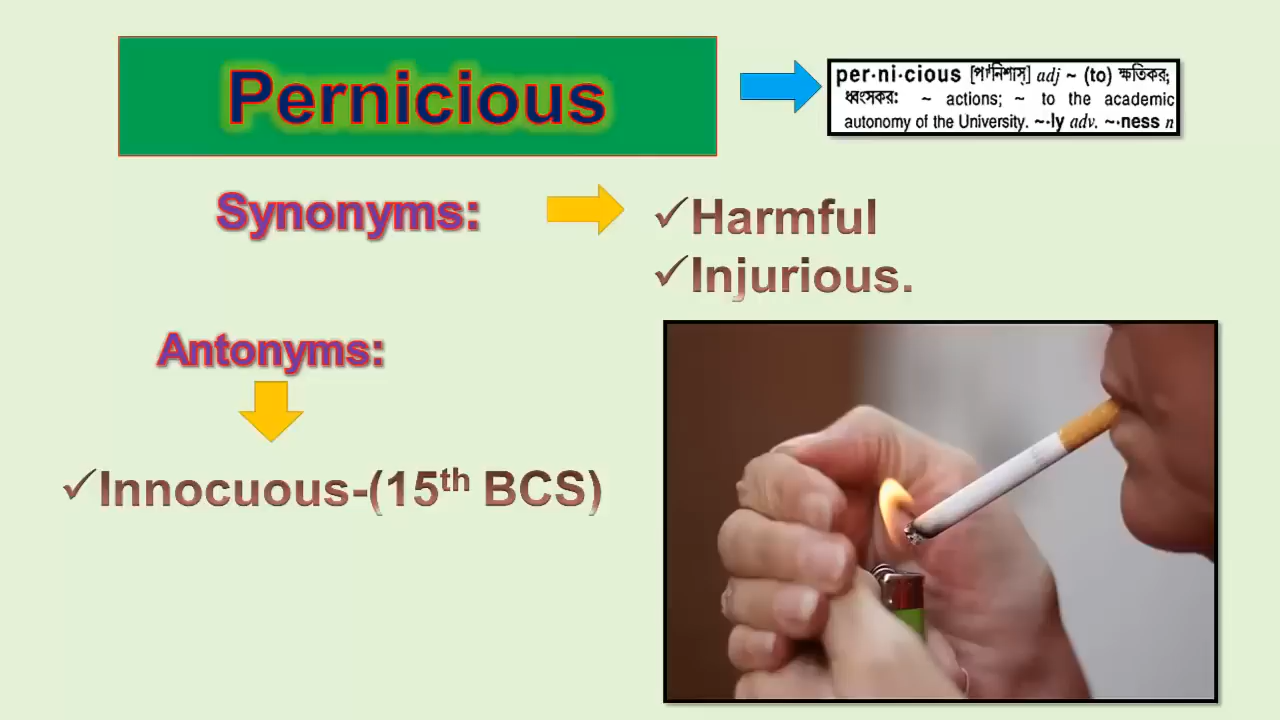 Pernicious
per·ni·cious [পা°নিশাস্] adj ~ (to) ক্ষতিকর;
ধ্বংসকর: ~ actions; ~ to the academic
autonomy of the University. ~·ly adv. ~·ness n
Synonyms:
✓Harmful
✓Injurious.
Antonyms:
✓Innocuous-(15th BCS)